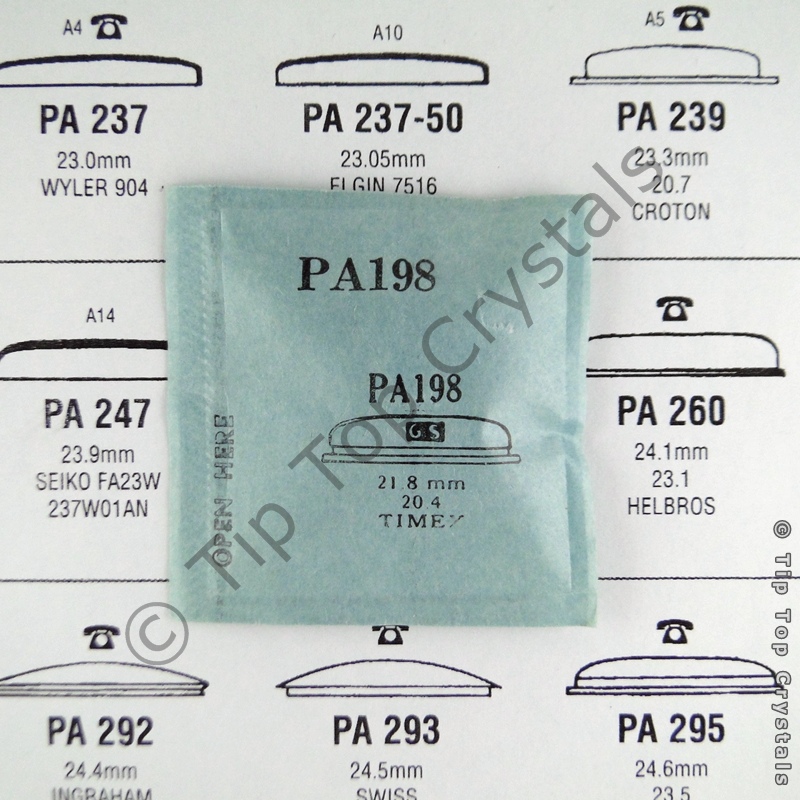 A4
A10
A5
PA 237
PA 237-50
PA 239
23.0mm
23.05mm
23.3mm
WYLER 904
ELGIN 7516
20.7
CROTON
PA198
A14
PA198
GS
21.8 mm
20.4
TIMEX
OPEN HERE
PA 247
23.9mm
SEIKO FA23W
237W01AN
PA 260
24.1mm
23.1
HELBROS
PA 292
PA 293
PA 295
24.4mm
24.5mm
24.6mm
INGRAHAM
SWISS
23.5
© Tip Top Crystals
© Tip Top Crystals